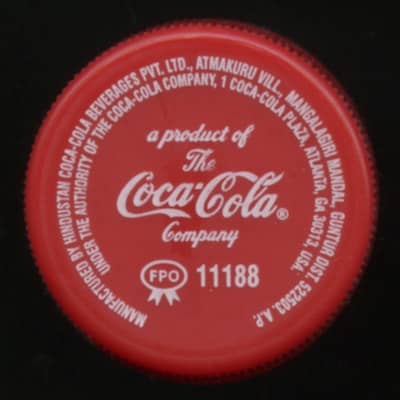 MANUFACTURED BY HINDUSTAN COCA-COLA BEVERAGES PVT. LTD., ATMAKURU VILL, MANGALAGIRI MANDAL, GUNTUR DIST. 522503, A.P.
UNDER THE AUTHORITY OF THE COCA-COLA COMPANY, 1 COCA-COLA PLAZA, ATLANTA, GA 30313, USA.
a product of
The
Coca-Cola®
Company
FPO 11188